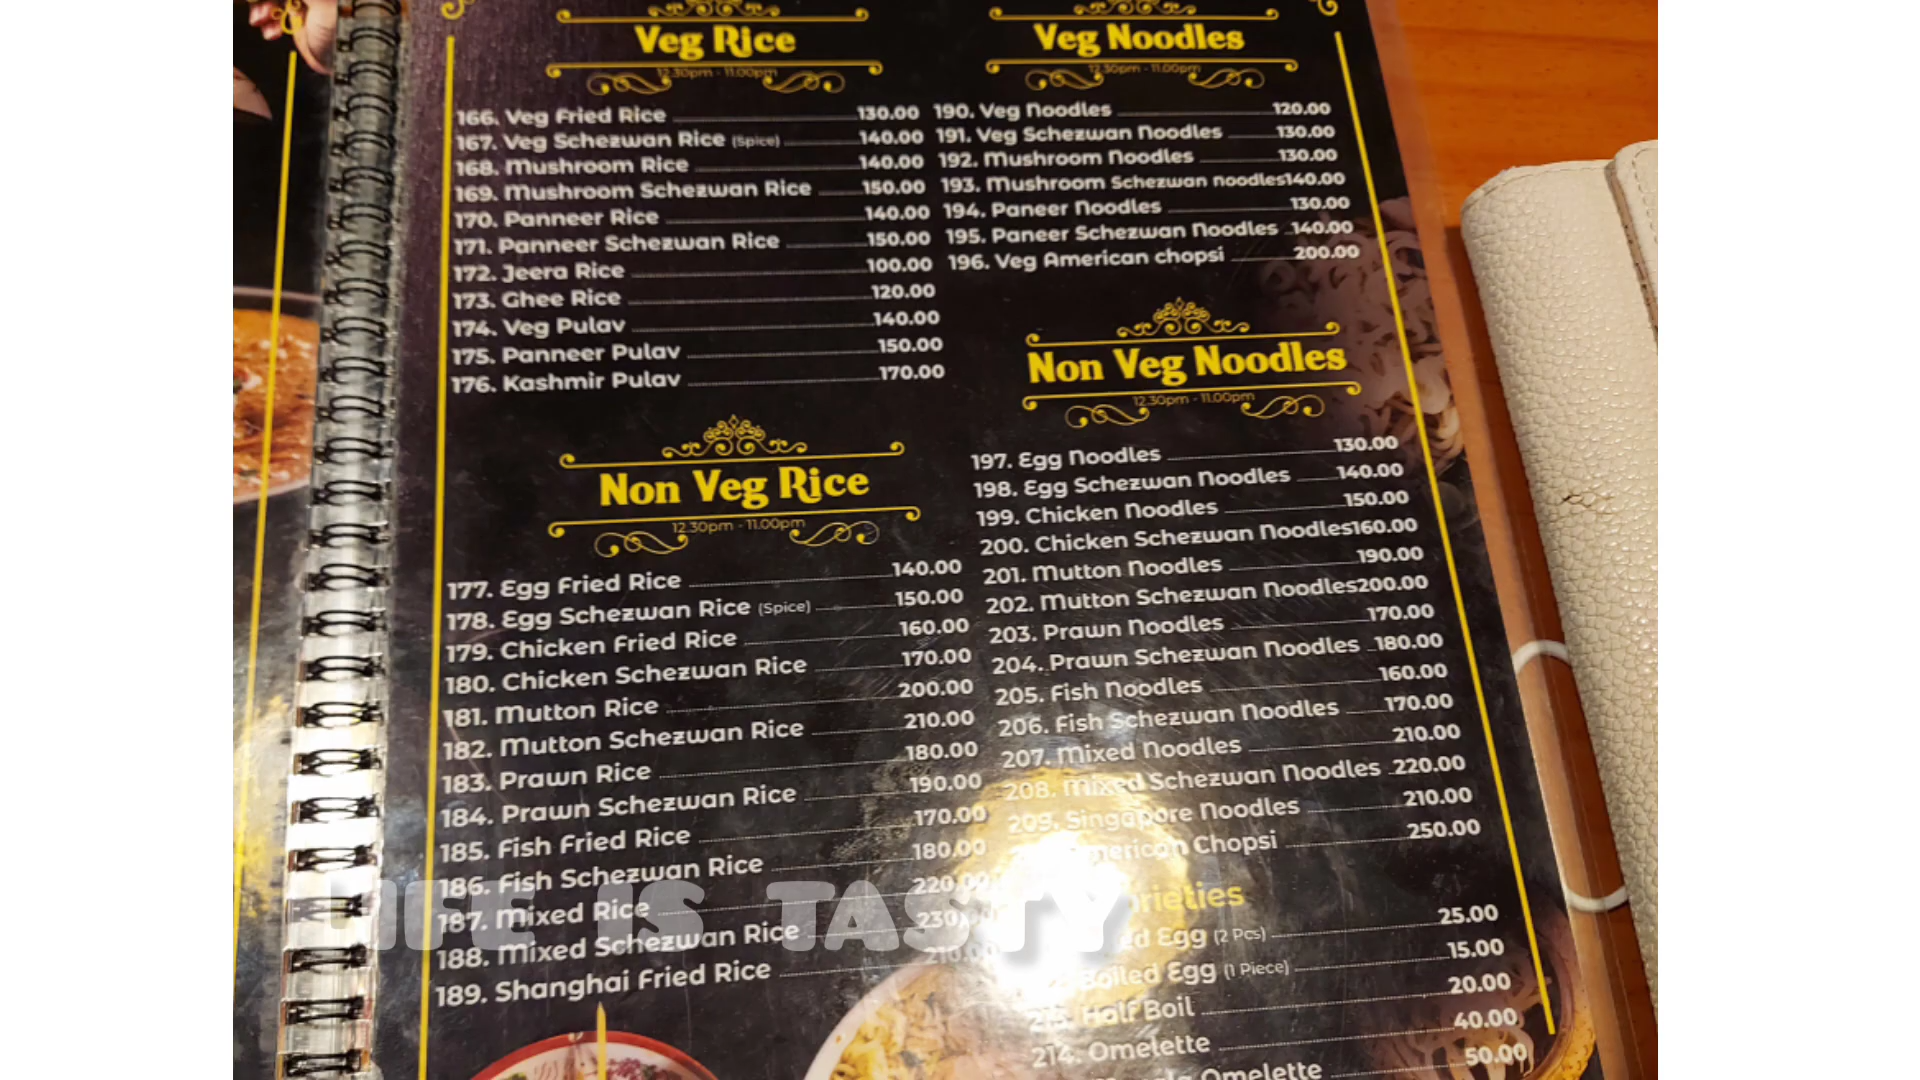 Veg Rice
12.30pm - 11.00pm
166. Veg Fried Rice 130.00
167. Veg Schezwan Rice (Spice) 140.00
168. Mushroom Rice 140.00
169. Mushroom Schezwan Rice 150.00
170. Panneer Rice 140.00
171. Panneer Schezwan Rice 150.00
172. Jeera Rice 100.00
173. Ghee Rice 120.00
174. Veg Pulav 140.00
175. Panneer Pulav 150.00
176. Kashmir Pulav 170.00
Non Veg Rice
12.30pm - 11.00pm
177. Egg Fried Rice 140.00
178. Egg Schezwan Rice (Spice) 150.00
179. Chicken Fried Rice 160.00
180. Chicken Schezwan Rice 170.00
181. Mutton Rice 200.00
182. Mutton Schezwan Rice 210.00
183. Prawn Rice 180.00
184. Prawn Schezwan Rice 190.00
185. Fish Fried Rice 170.00
186. Fish Schezwan Rice 180.00
187. Mixed Rice 220.00
188. Mixed Schezwan Rice 230
189. Shanghai Fried Rice 210.00
Veg Noodles
12.30pm - 11.00pm
190. Veg Noodles 120.00
191. Veg Schezwan Noodles 130.00
192. Mushroom Noodles 130.00
193. Mushroom Schezwan Noodles140.00
194. Paneer Noodles 130.00
195. Paneer Schezwan Noodles 140.00
196. Veg American chopsi 200.00
Non Veg Noodles
12.30pm - 11.00pm
197. Egg Noodles 130.00
198. Egg Schezwan Noodles 140.00
199. Chicken Noodles 150.00
200. Chicken Schezwan Noodles160.00
201. Mutton Noodles 190.00
202. Mutton Schezwan Noodles200.00
203. Prawn Noodles 170.00
204. Prawn Schezwan Noodles 180.00
205. Fish Noodles 160.00
206. Fish Schezwan Noodles 170.00
207. Mixed Noodles 210.00
208. Mixed Schezwan Noodles 220.00
209. Singapore Noodles 210.00
American Chopsi 250.00
Egg (2 Pcs) 25.00
Boiled Egg (1 Piece) 15.00
Half Boil 20.00
214. Omelette 40.00
Omelette 50.00
LIFE IS TASTY